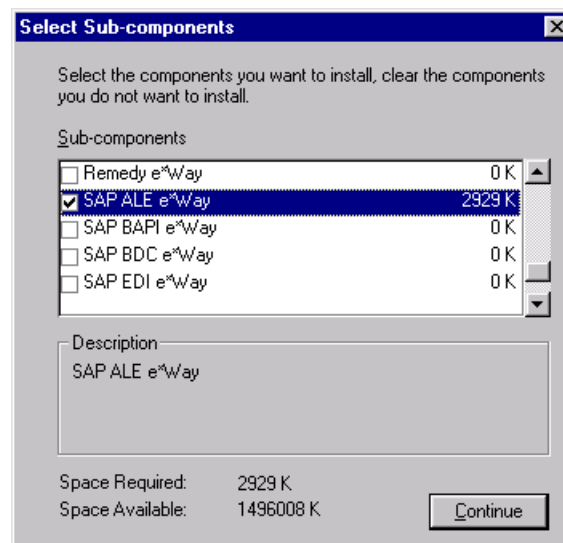 Select Sub-components
Select the components you want to install, clear the components
you do not want to install.
Sub-components
Remedy e*Way 0 K
SAP ALE e*Way 2929 K
SAP BAPI e*Way 0 K
SAP BDC e*Way 0 K
SAP EDI e*Way 0 K
Description
SAP ALE e*Way
Space Required: 2929 K
Space Available: 1496008 K
Continue